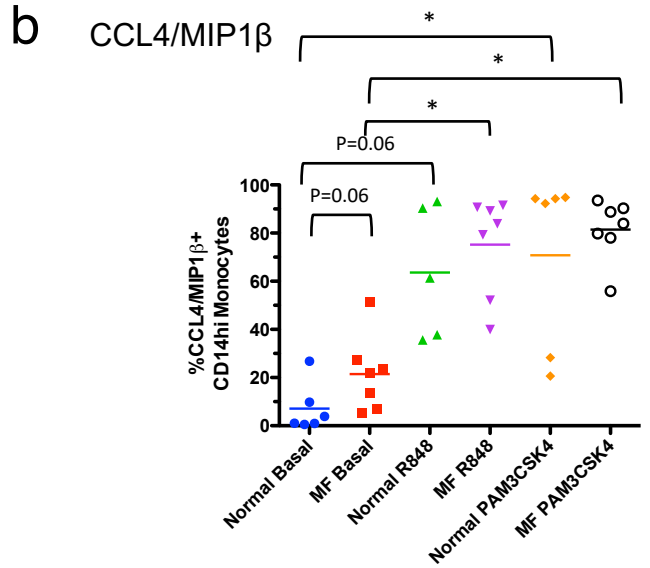 b CCL4/MIP1β
*
*
*
P=0.06
P=0.06
%CCL4/MIP1β+
CD14hi Monocytes
100
80
60
40
20
0
Normal Basal
MF Basal
Normal R848
MF R848
Normal PAM3CSK4
MF PAM3CSK4